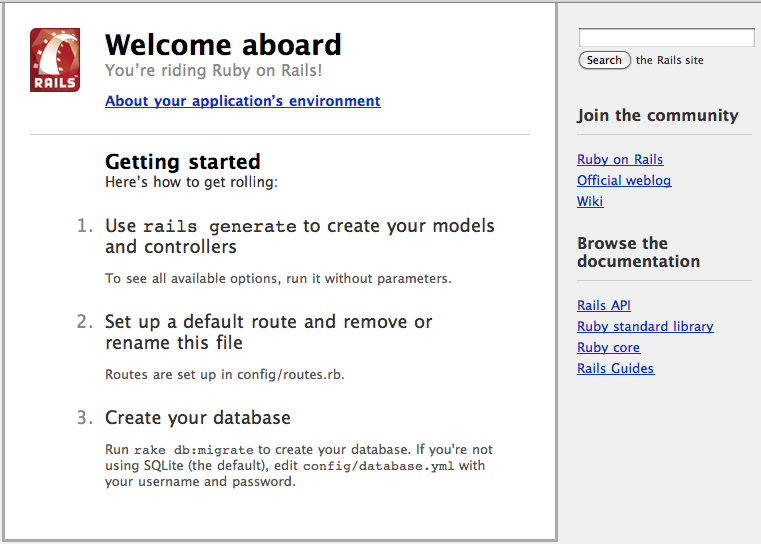 RAILS
Welcome aboard
You're riding Ruby on Rails!
About your application's environment
Getting started
Here's how to get rolling:
1. Use rails generate to create your models
and controllers
To see all available options, run it without parameters.
2. Set up a default route and remove or
rename this file
Routes are set up in config/routes.rb.
3. Create your database
Run rake db:migrate to create your database. If you're not
using SQLite (the default), edit config/database.yml with
your username and password.
Search the Rails site
Join the community
Ruby on Rails
Official weblog
Wiki
Browse the
documentation
Rails API
Ruby standard library
Ruby core
Rails Guides